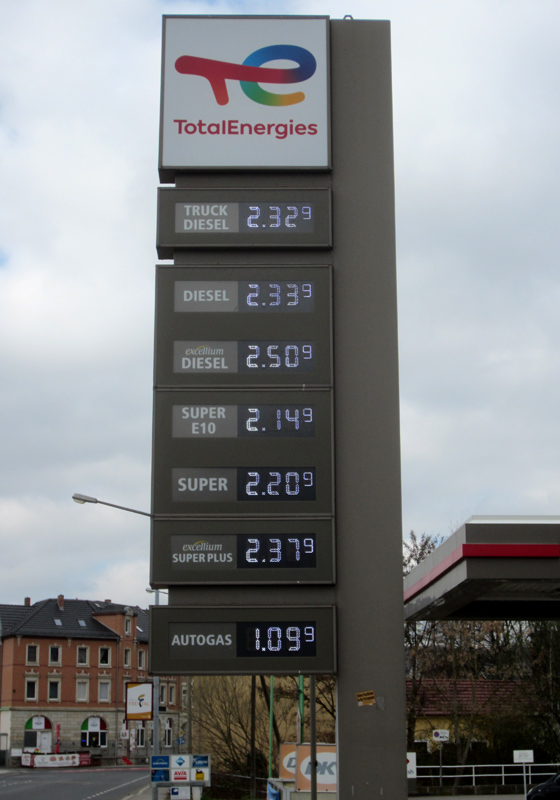 TotalEnergies
TRUCK DIESEL 2.32⁹
DIESEL 2.33⁹
excellium DIESEL 2.50⁹
SUPER E10 2.14⁹
SUPER 2.20⁹
excellium SUPER PLUS 2.37⁹
AUTOGAS 1.09⁹
DK